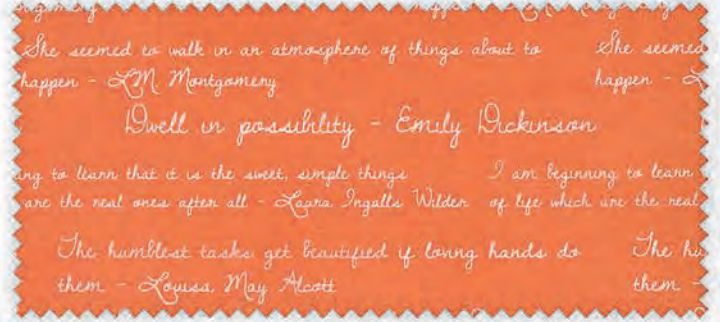 She seemed to walk in an atmosphere of things about to She seemed
happen - L.M. Montgomery happen -
Dwell in possibility - Emily Dickinson
ing to learn that it is the sweet, simple things I am beginning to learn
are the real ones after all - Laura Ingalls Wilder of life which are the real
The humblest tasks get beautified if loving hands do The hu
them - Louisa May Alcott them -